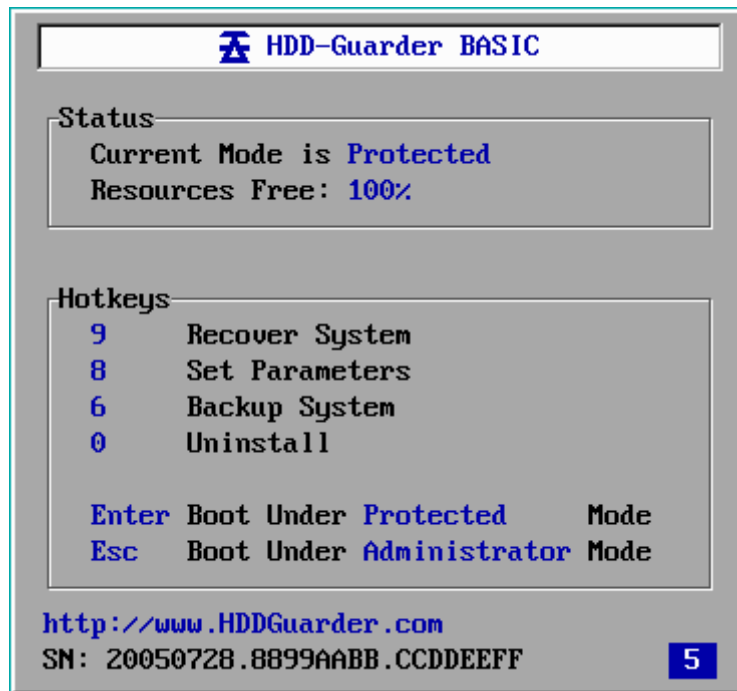 HDD-Guarder BASIC
Status
Current Mode is Protected
Resources Free: 100%
Hotkeys
9 Recover System
8 Set Parameters
6 Backup System
0 Uninstall
Enter Boot Under Protected Mode
Esc Boot Under Administrator Mode
http://www.HDDGuarder.com
SN: 20050728.8899AABB.CCDDEEFF 5